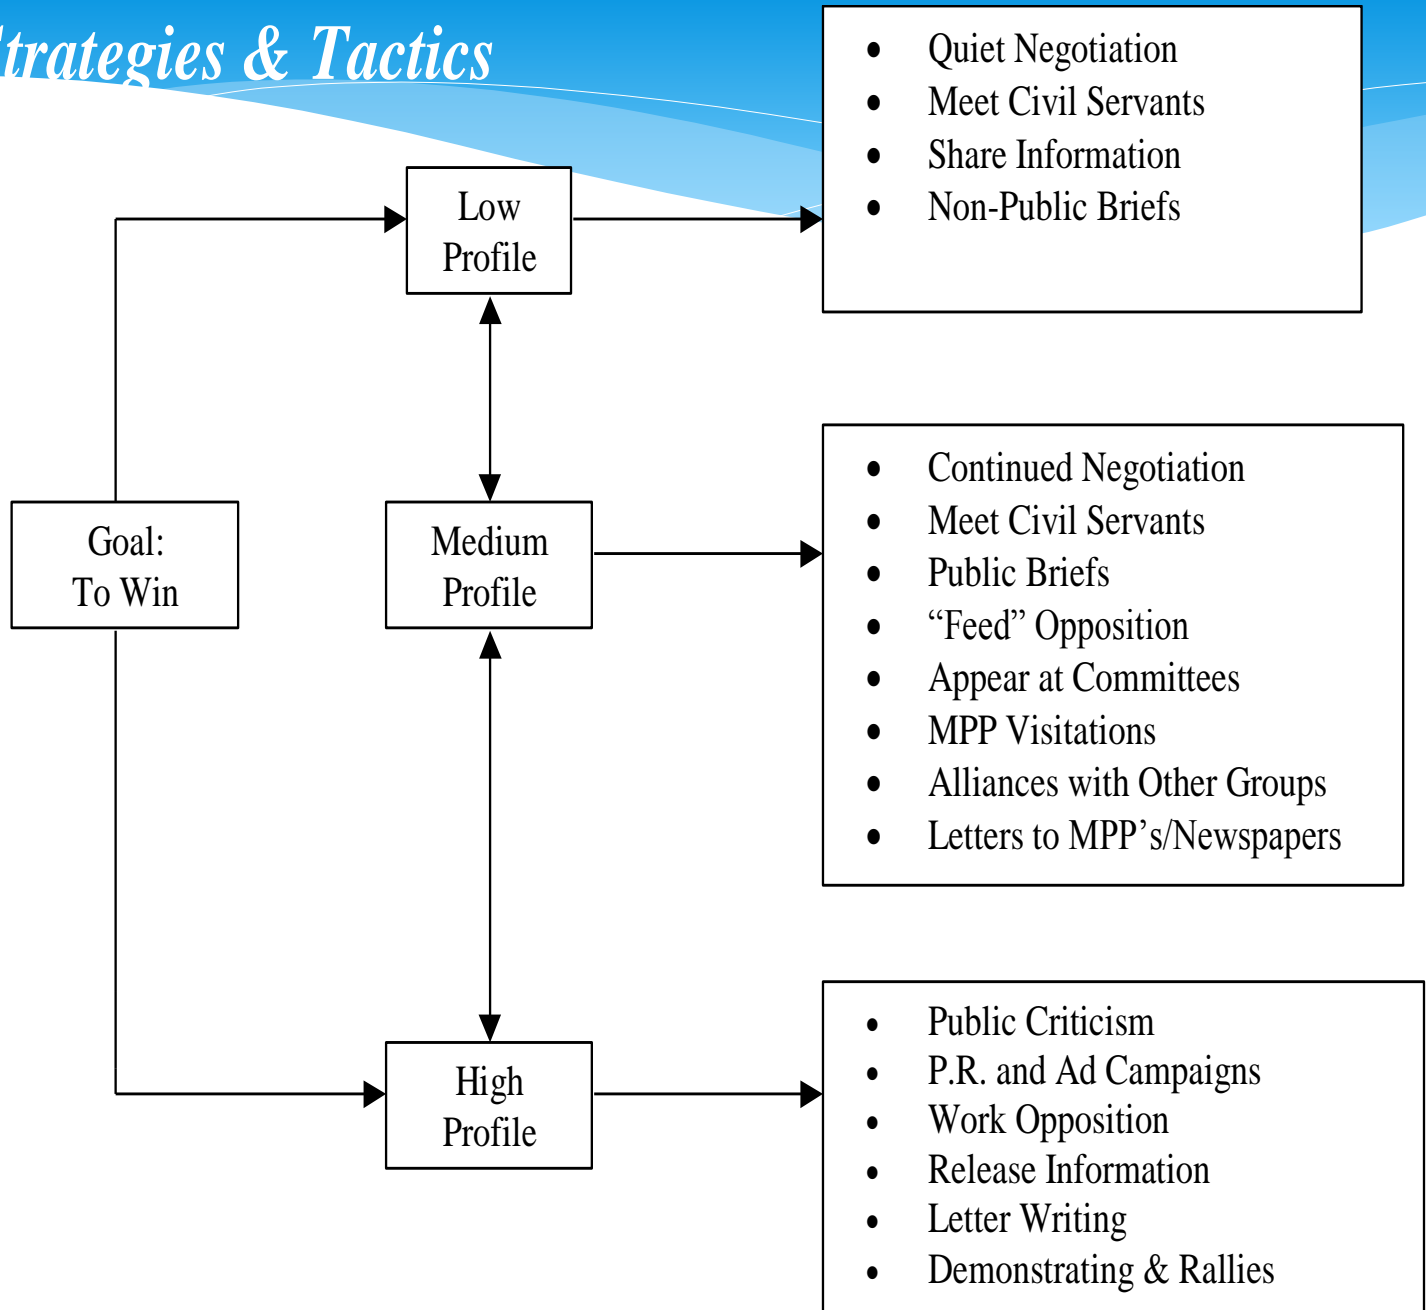 trategies & Tactics
• Quiet Negotiation
• Meet Civil Servants
• Share Information
• Non-Public Briefs
Low
Profile
Goal:
To Win
Medium
Profile
• Continued Negotiation
• Meet Civil Servants
• Public Briefs
• “Feed” Opposition
• Appear at Committees
• MPP Visitations
• Alliances with Other Groups
• Letters to MPP’s/Newspapers
High
Profile
• Public Criticism
• P.R. and Ad Campaigns
• Work Opposition
• Release Information
• Letter Writing
• Demonstrating & Rallies